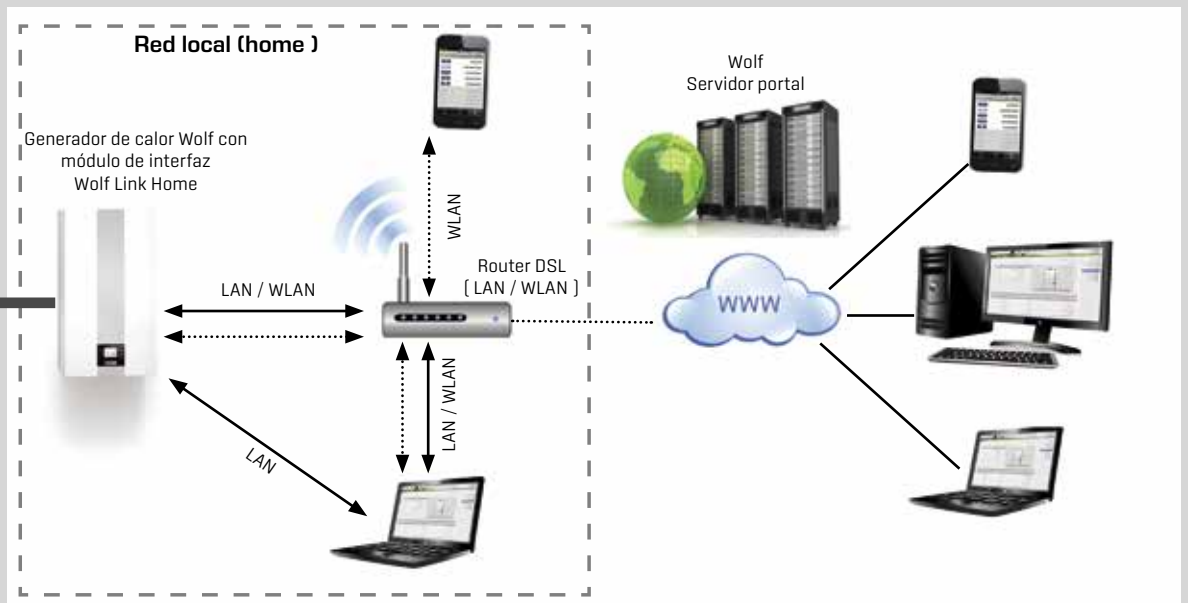 Red local (home )
Generador de calor Wolf con
módulo de interfaz
Wolf Link Home
LAN / WLAN
WLAN
Router DSL
( LAN / WLAN )
LAN / WLAN
LAN
Wolf
Servidor portal
WWW